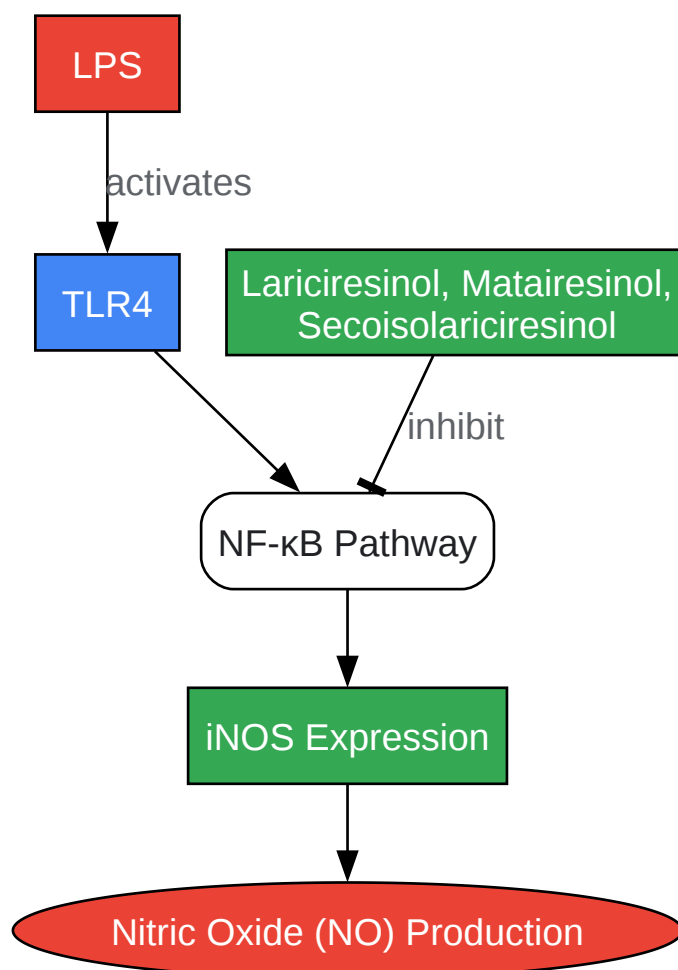 LPS
activates
TLR4
Lariciresinol, Matairesinol,
Secoisolariciresinol
inhibit
NF-κB Pathway
iNOS Expression
Nitric Oxide (NO) Production